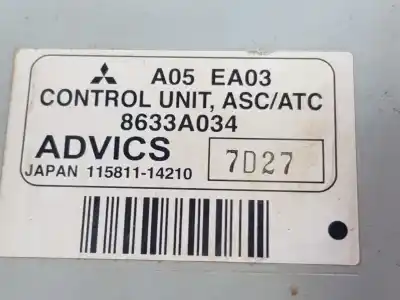 A05 EA03
CONTROL UNIT, ASC/ATC
8633A034
ADVICS 7D27
JAPAN 115811-14210